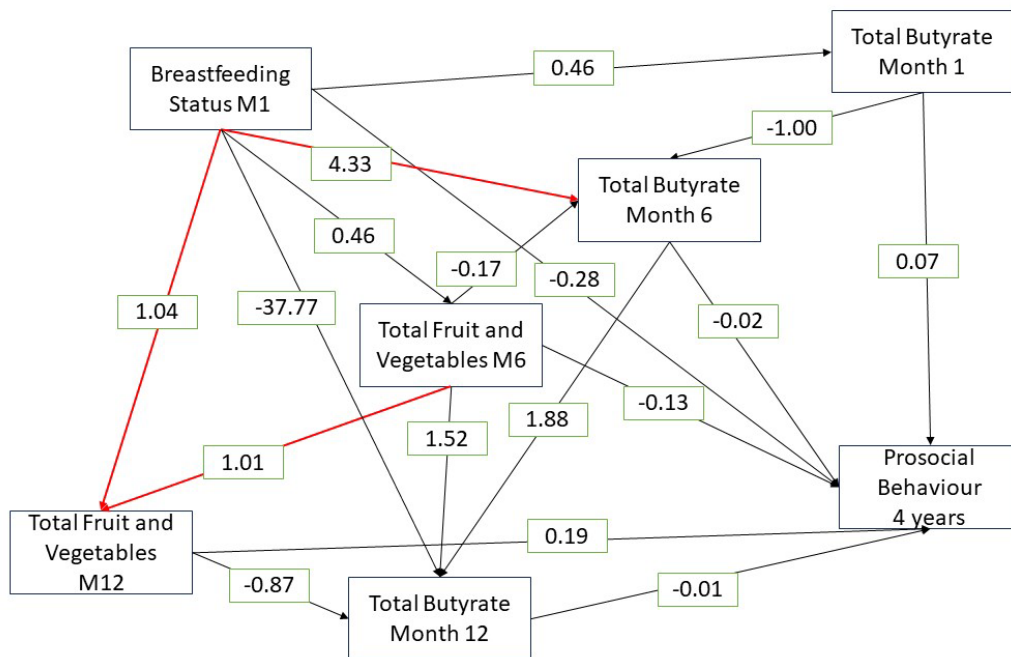 Total Butyrate
Month 1
Breastfeeding
Status M1
0.46
-1.00
4.33
Total Butyrate
Month 6
0.46
-0.17
-0.28
0.07
1.04
-37.77
Total Fruit and
Vegetables M6
-0.02
-0.13
1.88
1.52
1.01
Prosocial
Behaviour
4 years
Total Fruit and
Vegetables
M12
0.19
-0.87
Total Butyrate
Month 12
-0.01